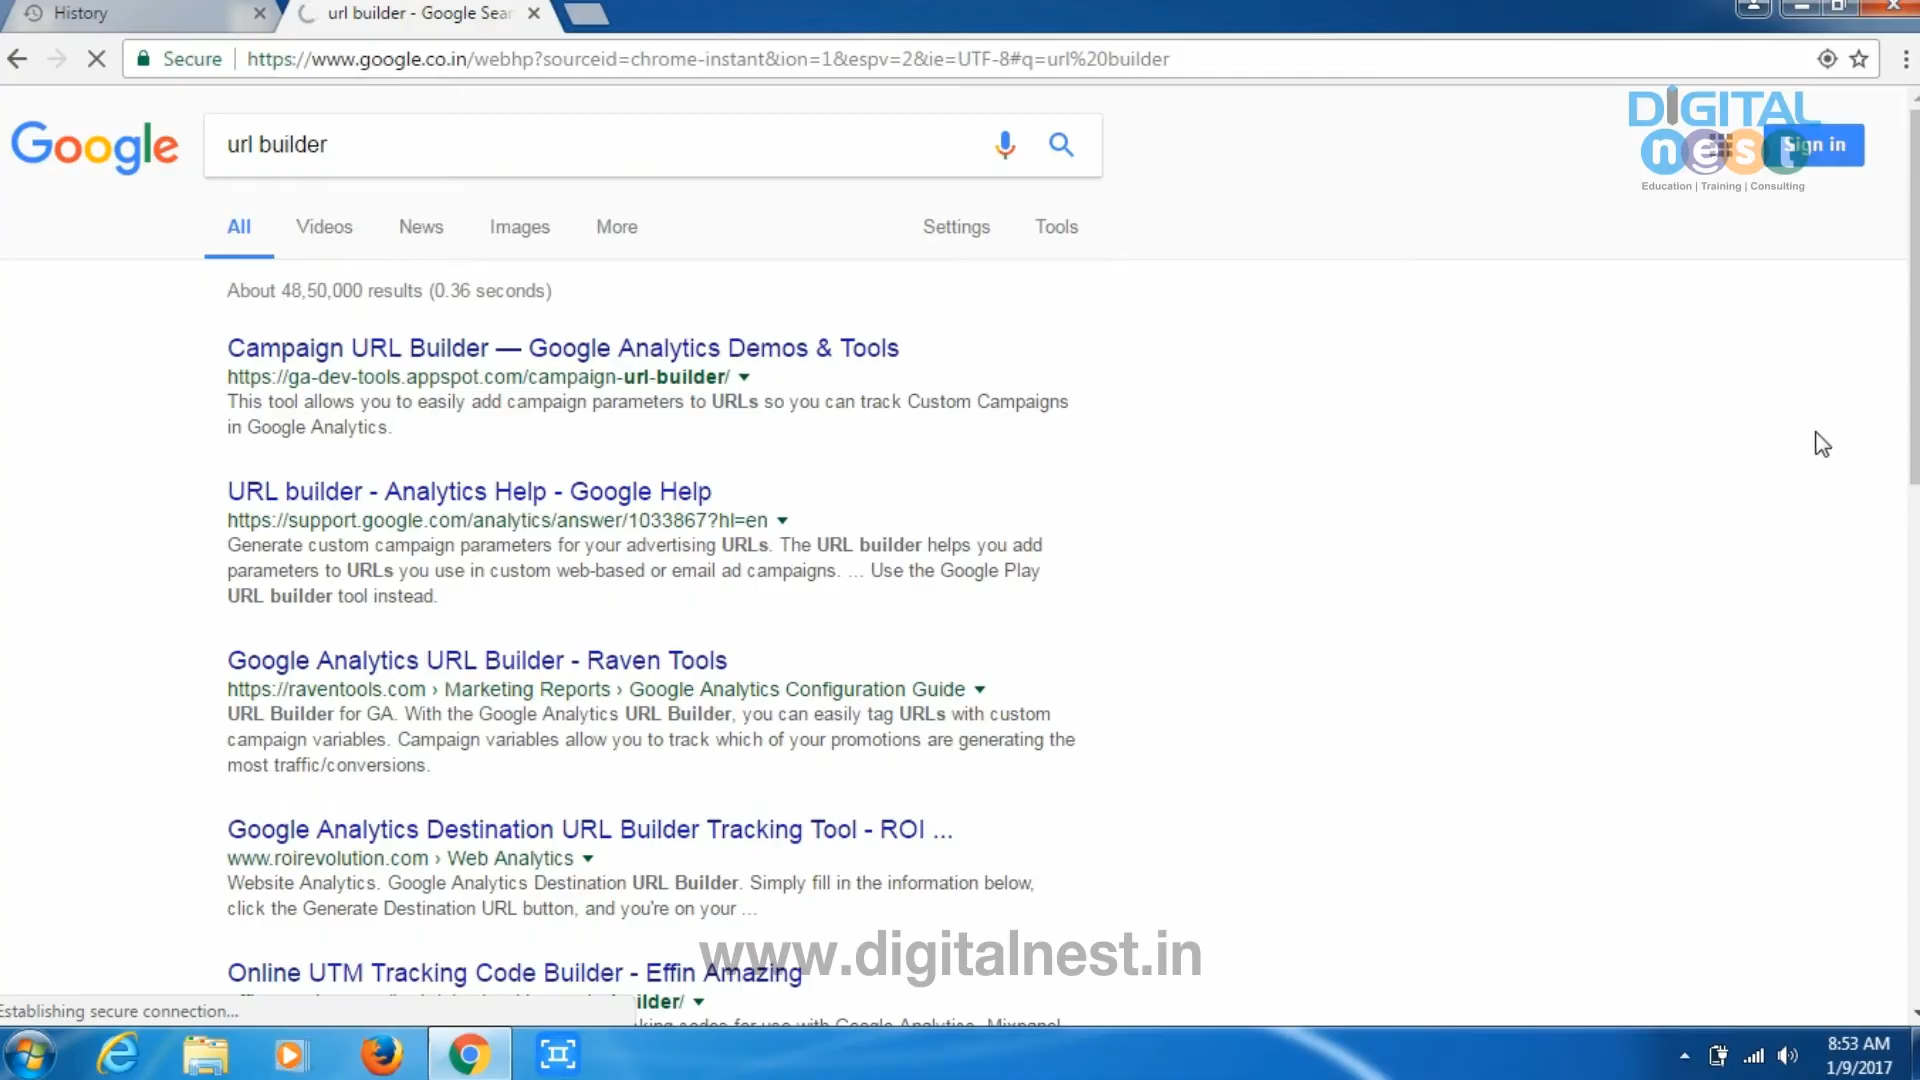 History
url builder - Google Sear
Secure
https://www.google.co.in/webhp?sourceid=chrome-instant&ion=1&espv=2&ie=UTF-8#q=url%20builder
DIGITAL
nest
Education | Training | Consulting
Google
url builder
Sign in
All
Videos
News
Images
More
Settings
Tools
About 48,50,000 results (0.36 seconds)
Campaign URL Builder — Google Analytics Demos & Tools
https://ga-dev-tools.appspot.com/campaign-url-builder/
This tool allows you to easily add campaign parameters to URLs so you can track Custom Campaigns
in Google Analytics.
URL builder - Analytics Help - Google Help
https://support.google.com/analytics/answer/1033867?hl=en
Generate custom campaign parameters for your advertising URLs. The URL builder helps you add
parameters to URLs you use in custom web-based or email ad campaigns. ... Use the Google Play
URL builder tool instead.
Google Analytics URL Builder - Raven Tools
https://raventools.com › Marketing Reports › Google Analytics Configuration Guide
URL Builder for GA. With the Google Analytics URL Builder, you can easily tag URLs with custom
campaign variables. Campaign variables allow you to track which of your promotions are generating the
most traffic/conversions.
Google Analytics Destination URL Builder Tracking Tool - ROI ...
www.roirevolution.com › Web Analytics
Website Analytics. Google Analytics Destination URL Builder. Simply fill in the information below,
click the Generate Destination URL button, and you're on your ...
www.digitalnest.in
Online UTM Tracking Code Builder - Effin Amazing
ilder/
Establishing secure connection...
king codes for use with Google Analytics, Mixpanel
8:53 AM
1/9/2017